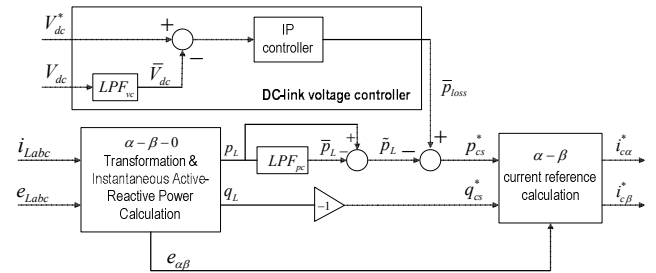 V*dc
+
IP
controller
−
Vdc
LPFvc
V̅dc
DC-link voltage controller
p̅loss
iLabc
α − β − 0
Transformation &
Instantaneous Active-
Reactive Power
Calculation
pL
LPFpc
p̅L
−
+
p̃L
−
+
p*cs
α − β
current reference
calculation
i*cα
eLabc
qL
-1
q*cs
i*cβ
eαβ